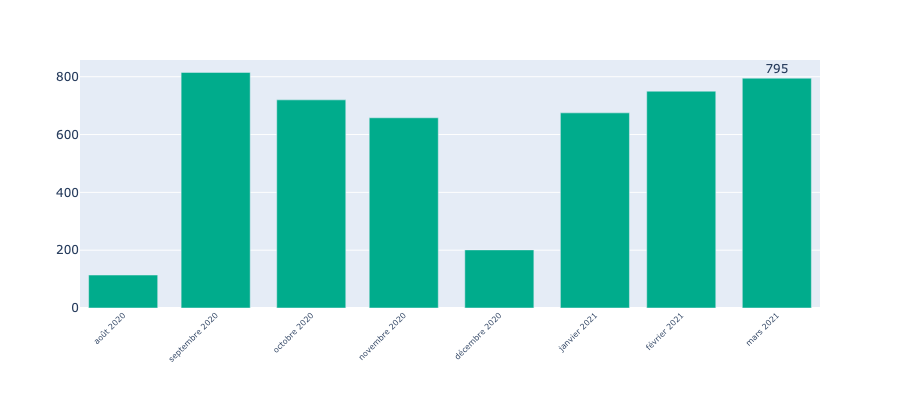 795
800
600
400
200
0
août 2020
septembre 2020
octobre 2020
novembre 2020
décembre 2020
janvier 2021
février 2021
mars 2021